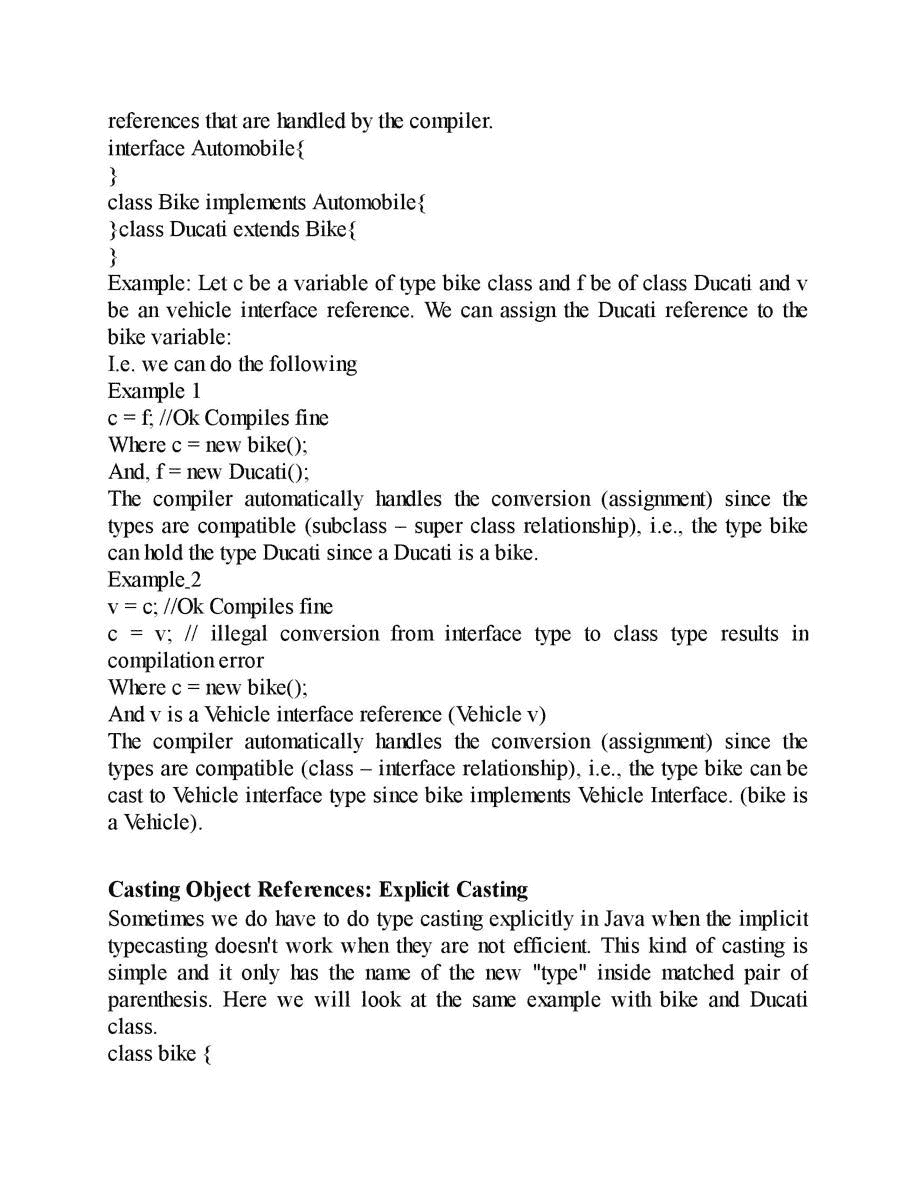 references that are handled by the compiler.
interface Automobile{
}
class Bike implements Automobile{
}class Ducati extends Bike{
}
Example: Let c be a variable of type bike class and f be of class Ducati and v
be an vehicle interface reference. We can assign the Ducati reference to the
bike variable:
I.e. we can do the following
Example 1
c = f; //Ok Compiles fine
Where c = new bike();
And, f = new Ducati();
The compiler automatically handles the conversion (assignment) since the
types are compatible (subclass – super class relationship), i.e., the type bike
can hold the type Ducati since a Ducati is a bike.
Example 2
v = c; //Ok Compiles fine
c = v; // illegal conversion from interface type to class type results in
compilation error
Where c = new bike();
And v is a Vehicle interface reference (Vehicle v)
The compiler automatically handles the conversion (assignment) since the
types are compatible (class – interface relationship), i.e., the type bike can be
cast to Vehicle interface type since bike implements Vehicle Interface. (bike is
a Vehicle).
Casting Object References: Explicit Casting
Sometimes we do have to do type casting explicitly in Java when the implicit
typecasting doesn't work when they are not efficient. This kind of casting is
simple and it only has the name of the new "type" inside matched pair of
parenthesis. Here we will look at the same example with bike and Ducati
class.
class bike {